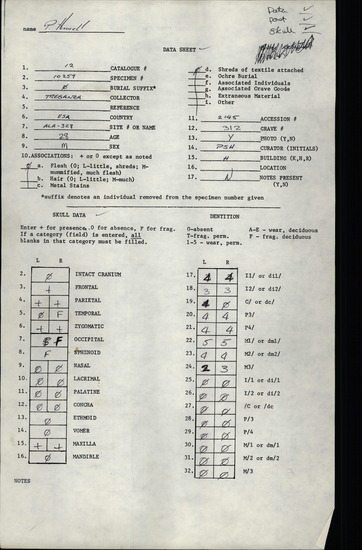 name P. Howell
Data ✓
post ✓
Skull ✓
DATA SHEET ✓
1. 12 CATALOGUE #
2. 10257 SPECIMEN #
3. Ø BURIAL SUFFIX*
4. TREGANZA COLLECTOR
5. REFERENCE
6. ESA COUNTRY
7. ALA-328 SITE # OR NAME
8. 23 AGE
9. M SEX
10. ASSOCIATIONS: + or 0 except as noted
Ø a. Flesh (0; L-little, shreds; M-mummified, much flesh)
b. Hair (0; L-little; M-much)
c. Metal Stains
Ø d. Shreds of textile attached
e. Ochre Burial
f. Associated Individuals
g. Associated Grave Goods
h. Extraneous Material
i. Other
11. 2145 ACCESSION #
12. 312 GRAVE #
13. Y PHOTO (Y,N)
14. PSH CURATOR (INITIALS)
15. H BUILDING (K,H,R)
16. LOCATION
17. N NOTES PRESENT (Y,N)
*suffix denotes an individual removed from the specimen number given
SKULL DATA ✓
Enter + for presence, 0 for absence, F for frag.
If a category (field) is entered, all
blanks in that category must be filled.
L R
2. Ø INTACT CRANIUM
3. + FRONTAL
4. + + PARIETAL
5. Ø F TEMPORAL
6. + + ZYGOMATIC
7. F OCCIPITAL
8. F SPHENOID
9. Ø Ø NASAL
10. Ø Ø LACRIMAL
11. Ø Ø PALATINE
12. Ø Ø CONCHA
13. Ø ETHMOID
14. Ø VOMER
15. + + MAXILLA
16. Ø MANDIBLE
NOTES
DENTITION
0-absent A-E - wear, deciduous
T-frag. perm. F - frag. deciduous
1-5 - wear, perm.
L R
17. 4 4 I1/ or di1/
18. 3 3 I2/ or di2/
19. 4 Ø C/ or dc/
20. 4 4 P3/
21. 4 4 P4/
22. 5 5 M1/ or dm1/
23. 4 4 M2/ or dm2/
24. 2 3 M3/
25. Ø Ø I/1 or di/1
26. Ø Ø I/2 or di/2
27. Ø Ø /C or /dc
28. Ø Ø P/3
29. Ø Ø P/4
30. Ø Ø M/1 or dm/1
31. Ø Ø M/2 or dm/2
32. Ø Ø M/3